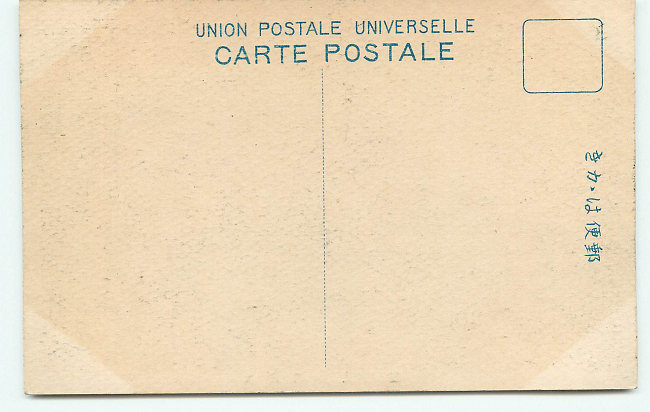 UNION POSTALE UNIVERSELLE
CARTE POSTALE
郵便はがき